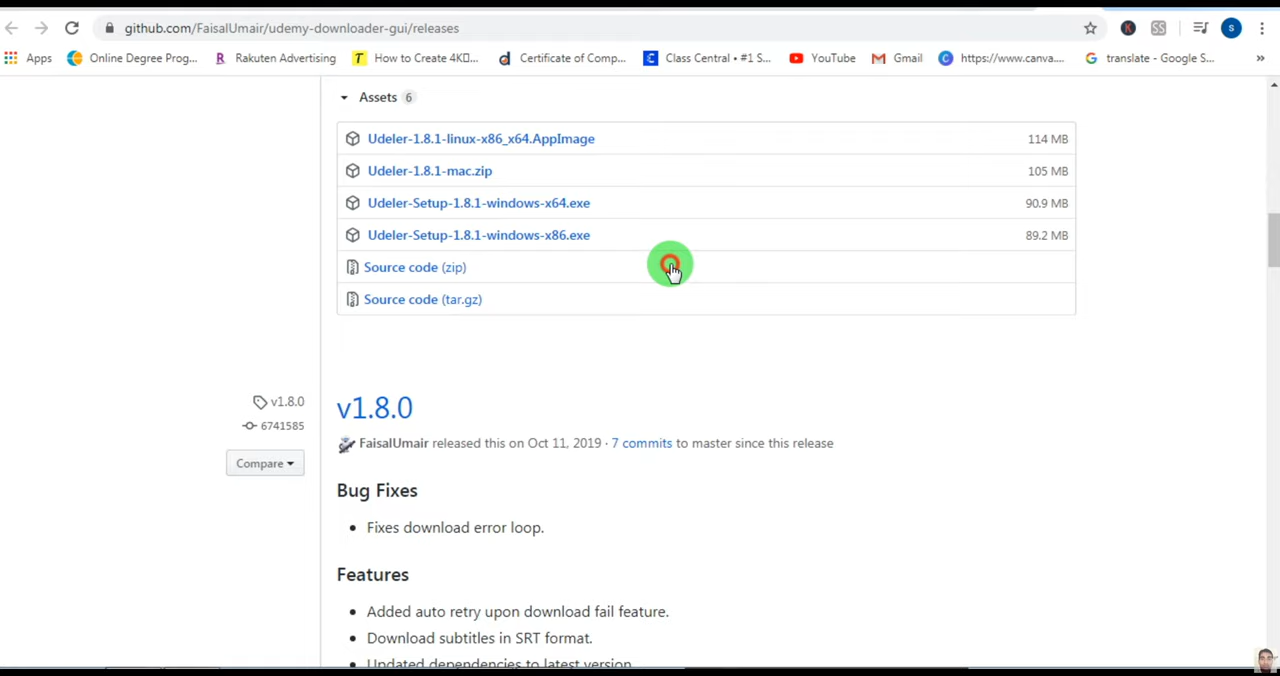 github.com/FaisalUmair/udemy-downloader-gui/releases
S
Apps Online Degree Prog... Rakuten Advertising How to Create 4K... Certificate of Comp... Class Central • #1 S... YouTube Gmail https://www.canva.... translate - Google S... »
Assets 6
Udeler-1.8.1-linux-x86_x64.AppImage 114 MB
Udeler-1.8.1-mac.zip 105 MB
Udeler-Setup-1.8.1-windows-x64.exe 90.9 MB
Udeler-Setup-1.8.1-windows-x86.exe 89.2 MB
Source code (zip)
Source code (tar.gz)
v1.8.0
6741585
Compare
v1.8.0
FaisalUmair released this on Oct 11, 2019 · 7 commits to master since this release
Bug Fixes
• Fixes download error loop.
Features
• Added auto retry upon download fail feature.
• Download subtitles in SRT format.
• Updated dependencies to latest version.